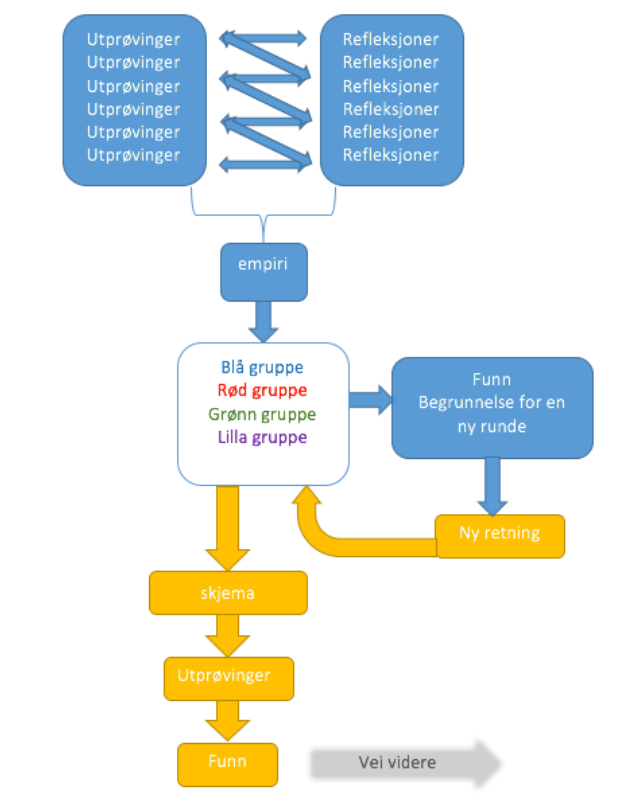 Utprøvinger
Utprøvinger
Utprøvinger
Utprøvinger
Utprøvinger
Utprøvinger
Refleksjoner
Refleksjoner
Refleksjoner
Refleksjoner
Refleksjoner
Refleksjoner
empiri
Blå gruppe
Rød gruppe
Grønn gruppe
Lilla gruppe
Funn
Begrunnelse for en
ny runde
Ny retning
skjema
Utprøvinger
Funn
Vei videre